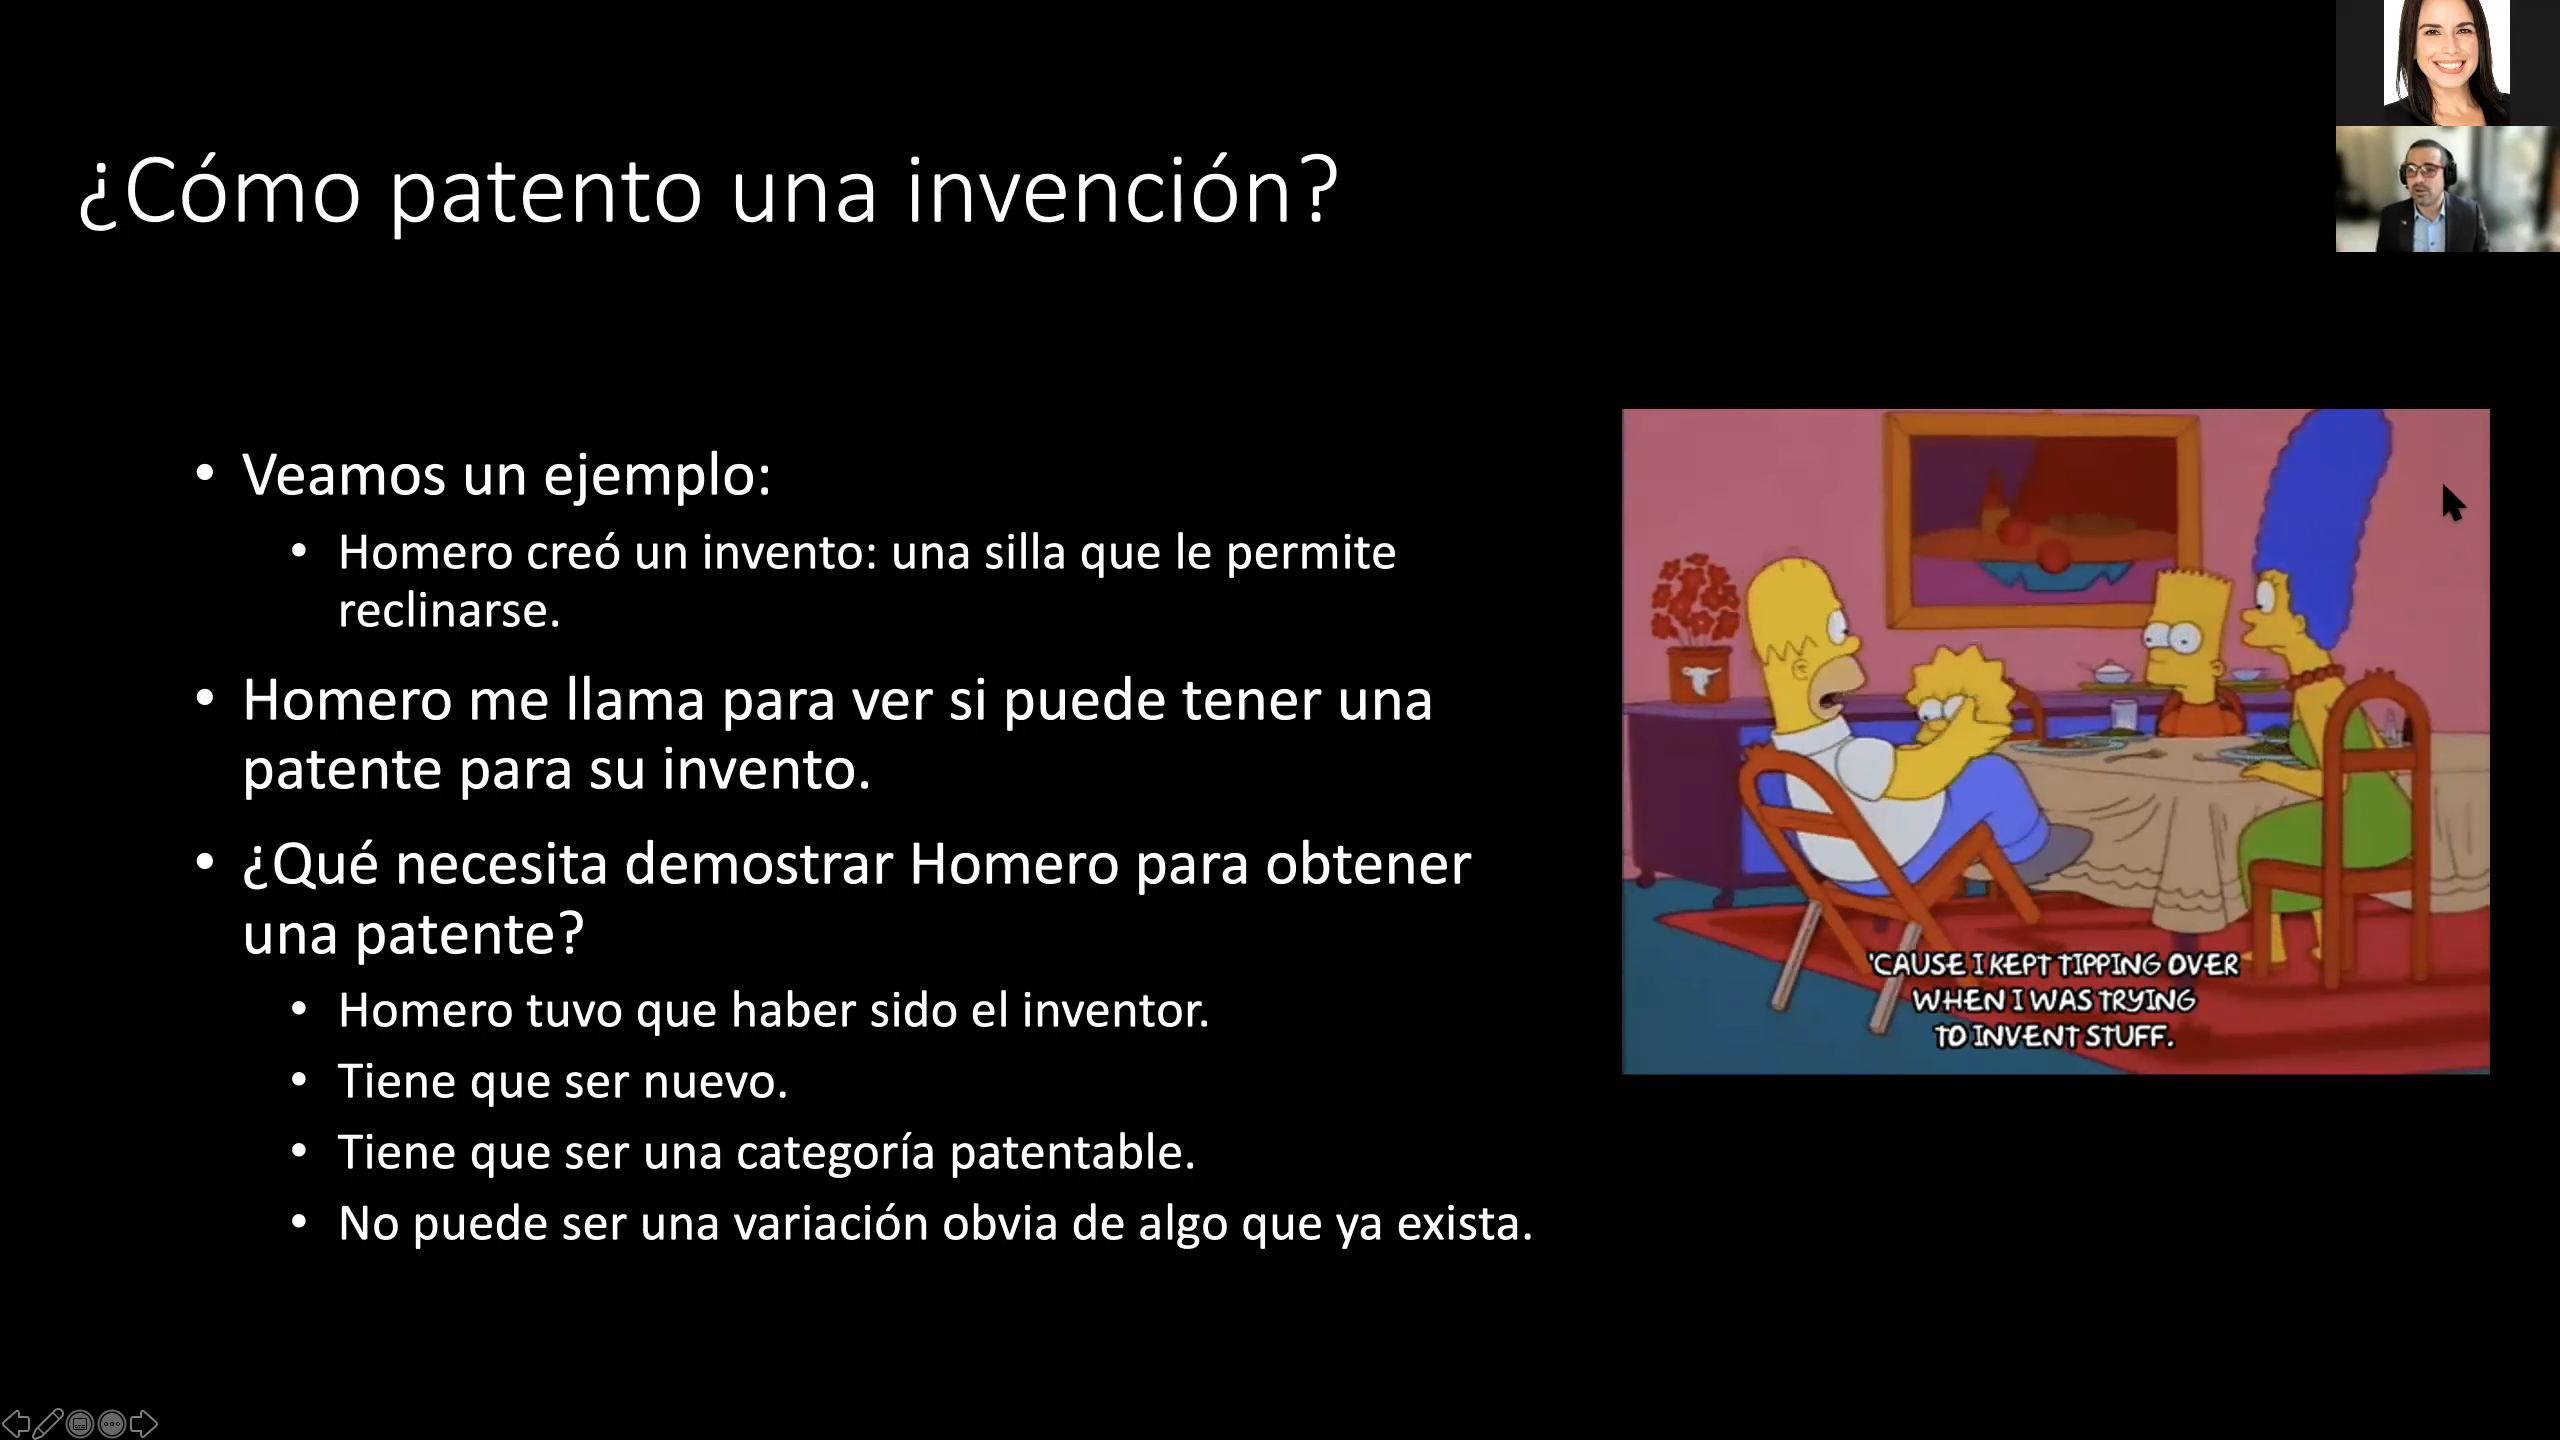 ¿Cómo patento una invención?
• Veamos un ejemplo:
• Homero creó un invento: una silla que le permite
reclinarse.
• Homero me llama para ver si puede tener una
patente para su invento.
• ¿Qué necesita demostrar Homero para obtener
una patente?
• Homero tuvo que haber sido el inventor.
• Tiene que ser nuevo.
• Tiene que ser una categoría patentable.
• No puede ser una variación obvia de algo que ya exista.
'CAUSE I KEPT TIPPING OVER
WHEN I WAS TRYING
TO INVENT STUFF.